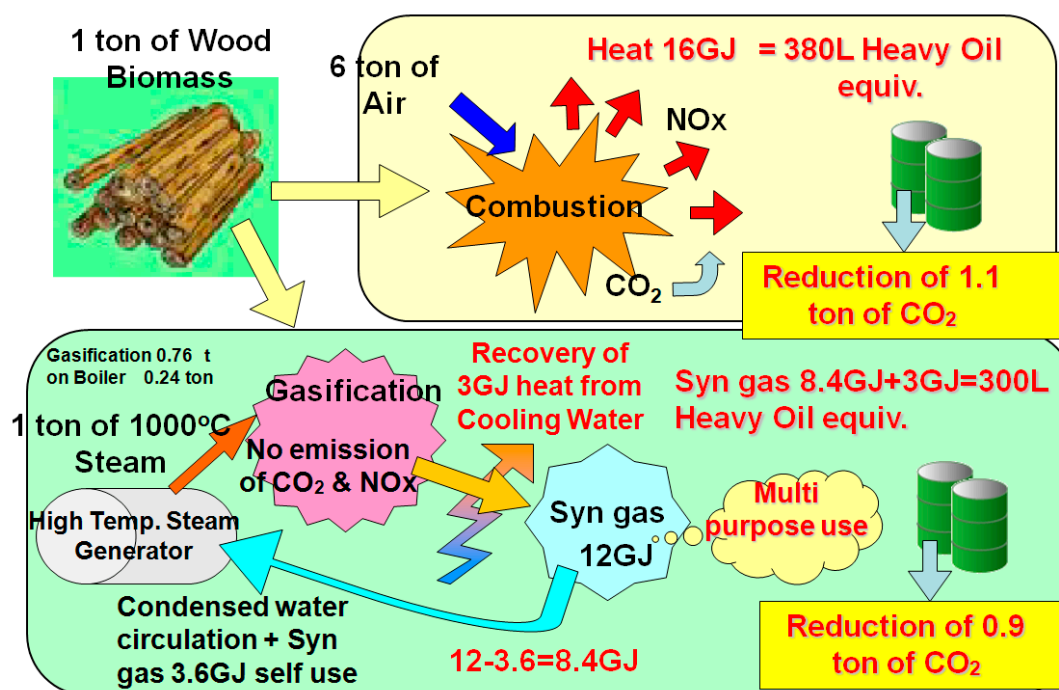 1 ton of Wood
Biomass
6 ton of
Air
Heat 16GJ = 380L Heavy Oil
equiv.
NOx
Combustion
CO₂
Reduction of 1.1
ton of CO₂
Gasification 0.76 t
on Boiler 0.24 ton
1 ton of 1000°C
Steam
High Temp. Steam
Generator
Gasification
No emission
of CO₂ & NOx
Recovery of
3GJ heat from
Cooling Water
Syn gas 8.4GJ+3GJ=300L
Heavy Oil equiv.
Syn gas
12GJ
Multi
purpose use
Condensed water
circulation + Syn
gas 3.6GJ self use
12-3.6=8.4GJ
Reduction of 0.9
ton of CO₂